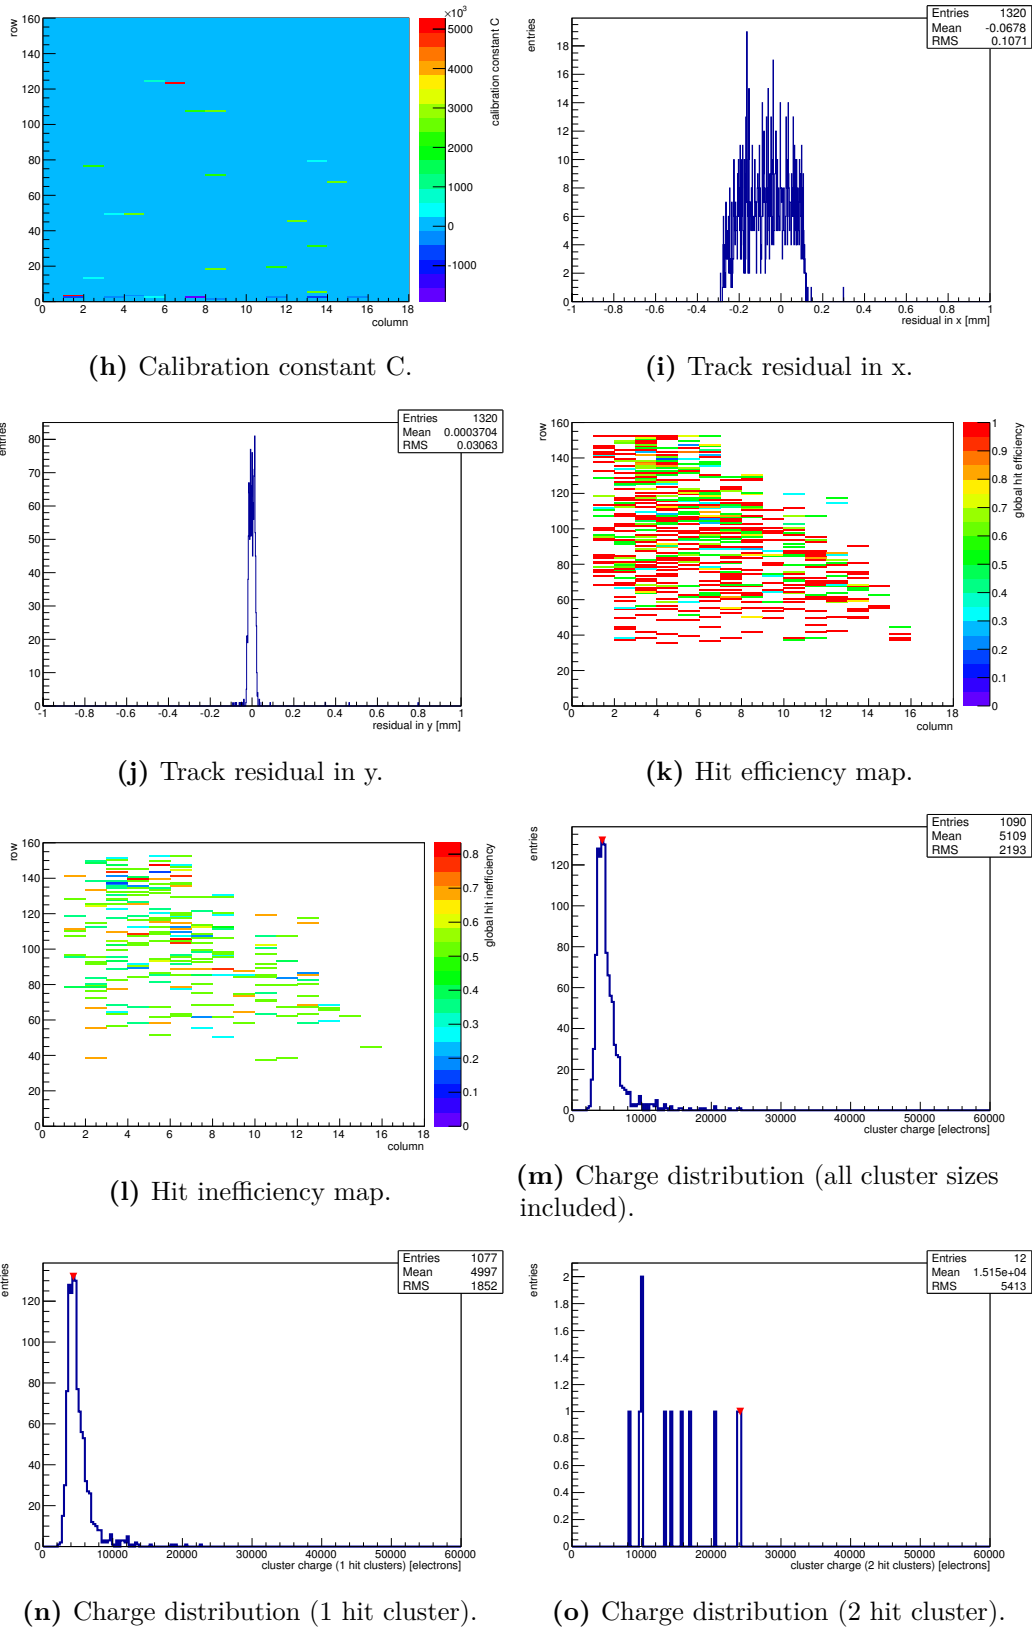 ×10³
row
160
140
120
100
80
60
40
20
0
0 2 4 6 8 10 12 14 16 18
column
5000
4000
3000
2000
1000
0
-1000
calibration constant C
(h) Calibration constant C.
Entries 1320
Mean -0.0678
RMS 0.1071
entries
18
16
14
12
10
8
6
4
2
0
-1 -0.8 -0.6 -0.4 -0.2 0 0.2 0.4 0.6 0.8 1
residual in x [mm]
(i) Track residual in x.
Entries 1320
Mean 0.0003704
RMS 0.03063
entries
80
70
60
50
40
30
20
10
0
-1 -0.8 -0.6 -0.4 -0.2 0 0.2 0.4 0.6 0.8 1
residual in y [mm]
(j) Track residual in y.
row
160
140
120
100
80
60
40
20
0
0 2 4 6 8 10 12 14 16 18
column
1
0.9
0.8
0.7
0.6
0.5
0.4
0.3
0.2
0.1
0
global hit efficiency
(k) Hit efficiency map.
row
160
140
120
100
80
60
40
20
0
0 2 4 6 8 10 12 14 16 18
column
0.8
0.7
0.6
0.5
0.4
0.3
0.2
0.1
0
global hit inefficiency
(l) Hit inefficiency map.
Entries 1090
Mean 5109
RMS 2193
entries
120
100
80
60
40
20
0
0 10000 20000 30000 40000 50000 60000
cluster charge [electrons]
(m) Charge distribution (all cluster sizes
included).
Entries 1077
Mean 4997
RMS 1852
entries
120
100
80
60
40
20
0
0 10000 20000 30000 40000 50000 60000
cluster charge (1 hit clusters) [electrons]
(n) Charge distribution (1 hit cluster).
Entries 12
Mean 1.515e+04
RMS 5413
entries
2
1.8
1.6
1.4
1.2
1
0.8
0.6
0.4
0.2
0
0 10000 20000 30000 40000 50000 60000
cluster charge (2 hit clusters) [electrons]
(o) Charge distribution (2 hit cluster).